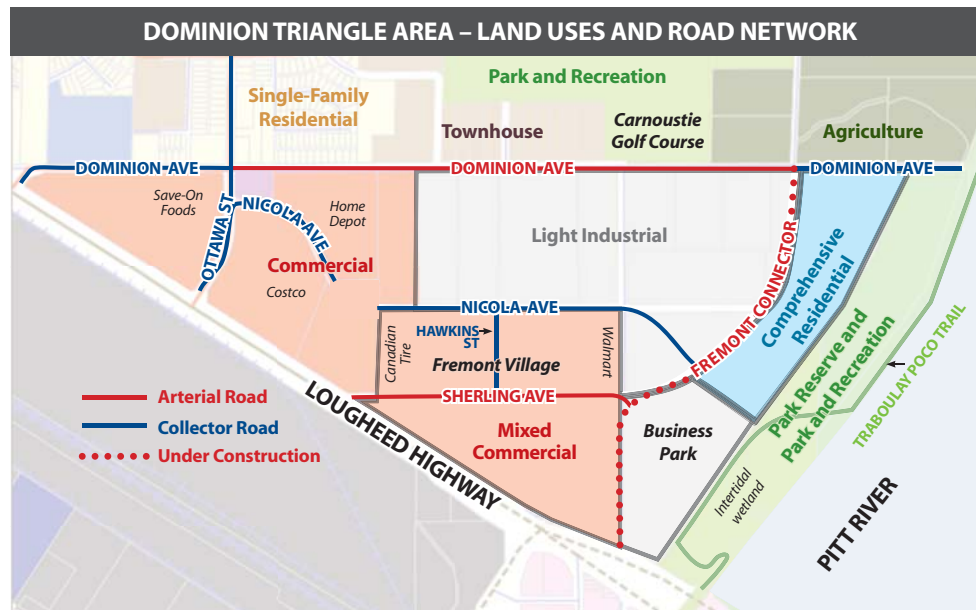 DOMINION TRIANGLE AREA – LAND USES AND ROAD NETWORK
Park and Recreation
Single-Family
Residential
Townhouse
Carnoustie
Golf Course
Agriculture
DOMINION AVE
DOMINION AVE
DOMINION AVE
Save-On
Foods
OTTAWA ST
NICOLA AVE
Home
Depot
Commercial
Costco
Light Industrial
FREMONT CONNECTOR
Comprehensive
Residential
NICOLA AVE
HAWKINS
ST
Canadian
Tire
Fremont Village
Walmart
SHERLING AVE
Park Reserve and
Park and Recreation
TRABOULAY POCO TRAIL
Arterial Road
Collector Road
Under Construction
LOUGHEED HIGHWAY
Mixed
Commercial
Business
Park
Intertidal
wetland
PITT RIVER